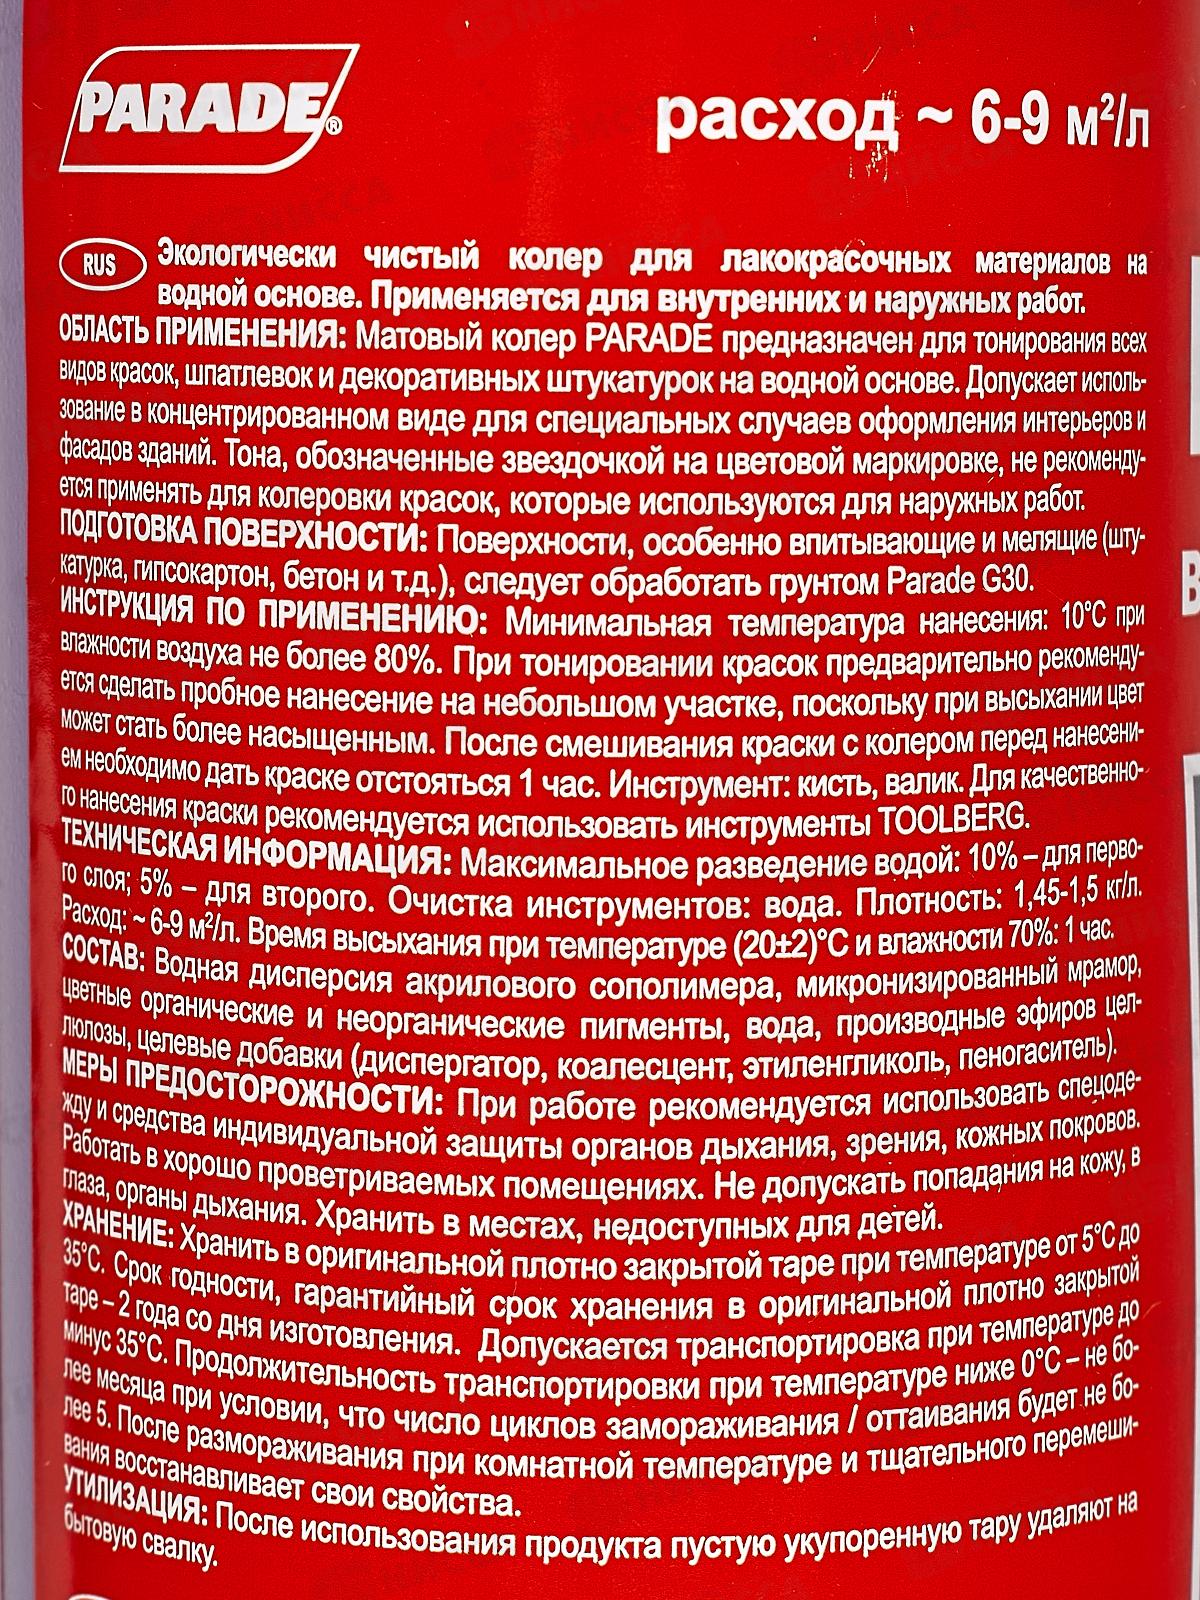 PARADE®
расход ~ 6-9 м²/л
RUS
Экологически чистый колер для лакокрасочных материалов на
водной основе. Применяется для внутренних и наружных работ.
ОБЛАСТЬ ПРИМЕНЕНИЯ: Матовый колер PARADE предназначен для тонирования всех
видов красок, шпатлевок и декоративных штукатурок на водной основе. Допускает исполь-
зование в концентрированном виде для специальных случаев оформления интерьеров и
фасадов зданий. Тона, обозначенные звездочкой на цветовой маркировке, не рекоменду-
ется применять для колеровки красок, которые используются для наружных работ.
ПОДГОТОВКА ПОВЕРХНОСТИ: Поверхности, особенно впитывающие и мелящие (шту-
катурка, гипсокартон, бетон и т.д.), следует обработать грунтом Parade G30.
ИНСТРУКЦИЯ ПО ПРИМЕНЕНИЮ: Минимальная температура нанесения: 10°С при
влажности воздуха не более 80%. При тонировании красок предварительно рекоменду-
ется сделать пробное нанесение на небольшом участке, поскольку при высыхании цвет
может стать более насыщенным. После смешивания краски с колером перед нанесени-
ем необходимо дать краске отстояться 1 час. Инструмент: кисть, валик. Для качественно-
го нанесения краски рекомендуется использовать инструменты TOOLBERG.
ТЕХНИЧЕСКАЯ ИНФОРМАЦИЯ: Максимальное разведение водой: 10% – для перво-
го слоя; 5% – для второго. Очистка инструментов: вода. Плотность: 1,45-1,5 кг/л.
Расход: ~ 6-9 м²/л. Время высыхания при температуре (20±2)°С и влажности 70%: 1 час.
СОСТАВ: Водная дисперсия акрилового сополимера, микронизированный мрамор,
цветные органические и неорганические пигменты, вода, производные эфиров цел-
люлозы, целевые добавки (диспергатор, коалесцент, этиленгликоль, пеногаситель).
МЕРЫ ПРЕДОСТОРОЖНОСТИ: При работе рекомендуется использовать спецоде-
жду и средства индивидуальной защиты органов дыхания, зрения, кожных покровов.
Работать в хорошо проветриваемых помещениях. Не допускать попадания на кожу, в
глаза, органы дыхания. Хранить в местах, недоступных для детей.
ХРАНЕНИЕ: Хранить в оригинальной плотно закрытой таре при температуре от 5°С до
35°С. Срок годности, гарантийный срок хранения в оригинальной плотно закрытой
таре – 2 года со дня изготовления. Допускается транспортировка при температуре до
минус 35°С. Продолжительность транспортировки при температуре ниже 0°С – не бо-
лее месяца при условии, что число циклов замораживания / оттаивания будет не бо-
лее 5. После размораживания при комнатной температуре и тщательного перемеши-
вания восстанавливает свои свойства.
УТИЛИЗАЦИЯ: После использования продукта пустую укупоренную тару удаляют на
бытовую свалку.